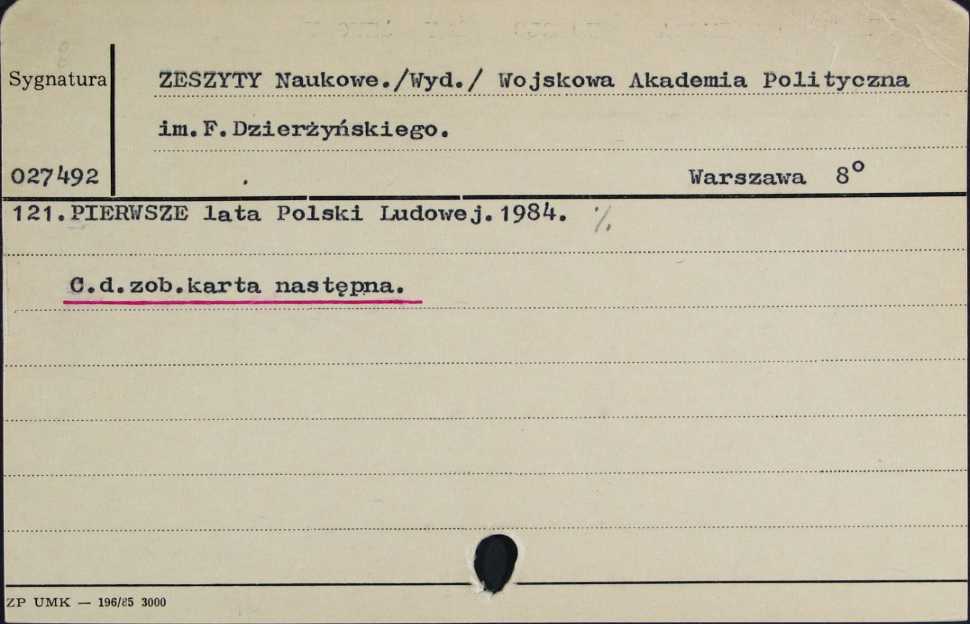 Sygnatura
ZESZYTY Naukowe./Wyd./ Wojskowa Akademia Polityczna
im.F.Dzierżyńskiego.
027492
Warszawa 8°
121.PIERWSZE lata Polski Ludowej.1984. ⁒
C.d.zob.karta następna.
ZP UMK — 196/85 3000